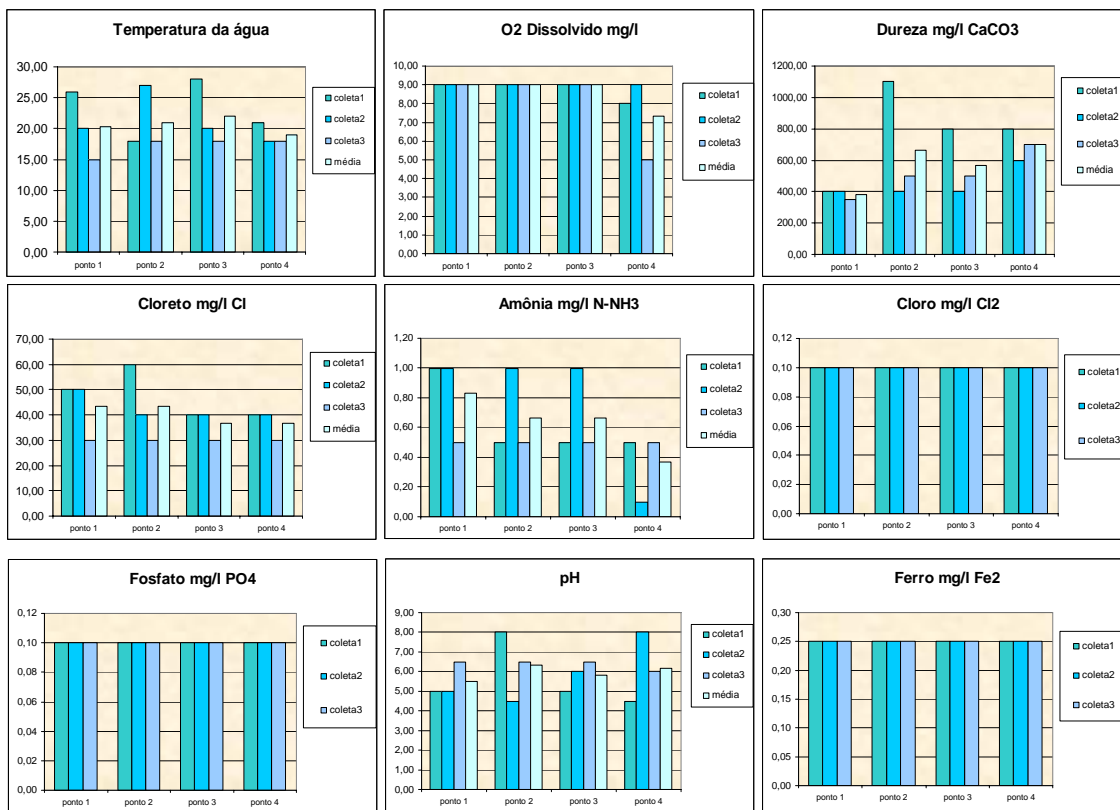 Temperatura da água
30,00
25,00
20,00
15,00
10,00
5,00
0,00
ponto 1 ponto 2 ponto 3 ponto 4
coleta1
coleta2
coleta3
média
O2 Dissolvido mg/l
10,00
9,00
8,00
7,00
6,00
5,00
4,00
3,00
2,00
1,00
0,00
ponto 1 ponto 2 ponto 3 ponto 4
coleta1
coleta2
coleta3
média
Dureza mg/l CaCO3
1200,00
1000,00
800,00
600,00
400,00
200,00
0,00
ponto 1 ponto 2 ponto 3 ponto 4
coleta1
coleta2
coleta3
média
Cloreto mg/l Cl
70,00
60,00
50,00
40,00
30,00
20,00
10,00
0,00
ponto 1 ponto 2 ponto 3 ponto 4
coleta1
coleta2
coleta3
média
Amônia mg/l N-NH3
1,20
1,00
0,80
0,60
0,40
0,20
0,00
ponto 1 ponto 2 ponto 3 ponto 4
coleta1
coleta2
coleta3
média
Cloro mg/l Cl2
0,12
0,10
0,08
0,06
0,04
0,02
0,00
ponto 1 ponto 2 ponto 3 ponto 4
coleta1
coleta2
coleta3
Fosfato mg/l PO4
0,12
0,10
0,08
0,06
0,04
0,02
0,00
ponto 1 ponto 2 ponto 3 ponto 4
coleta1
coleta2
coleta3
pH
9,00
8,00
7,00
6,00
5,00
4,00
3,00
2,00
1,00
0,00
ponto 1 ponto 2 ponto 3 ponto 4
coleta1
coleta2
coleta3
média
Ferro mg/l Fe2
0,30
0,25
0,20
0,15
0,10
0,05
0,00
ponto 1 ponto 2 ponto 3 ponto 4
coleta1
coleta2
coleta3